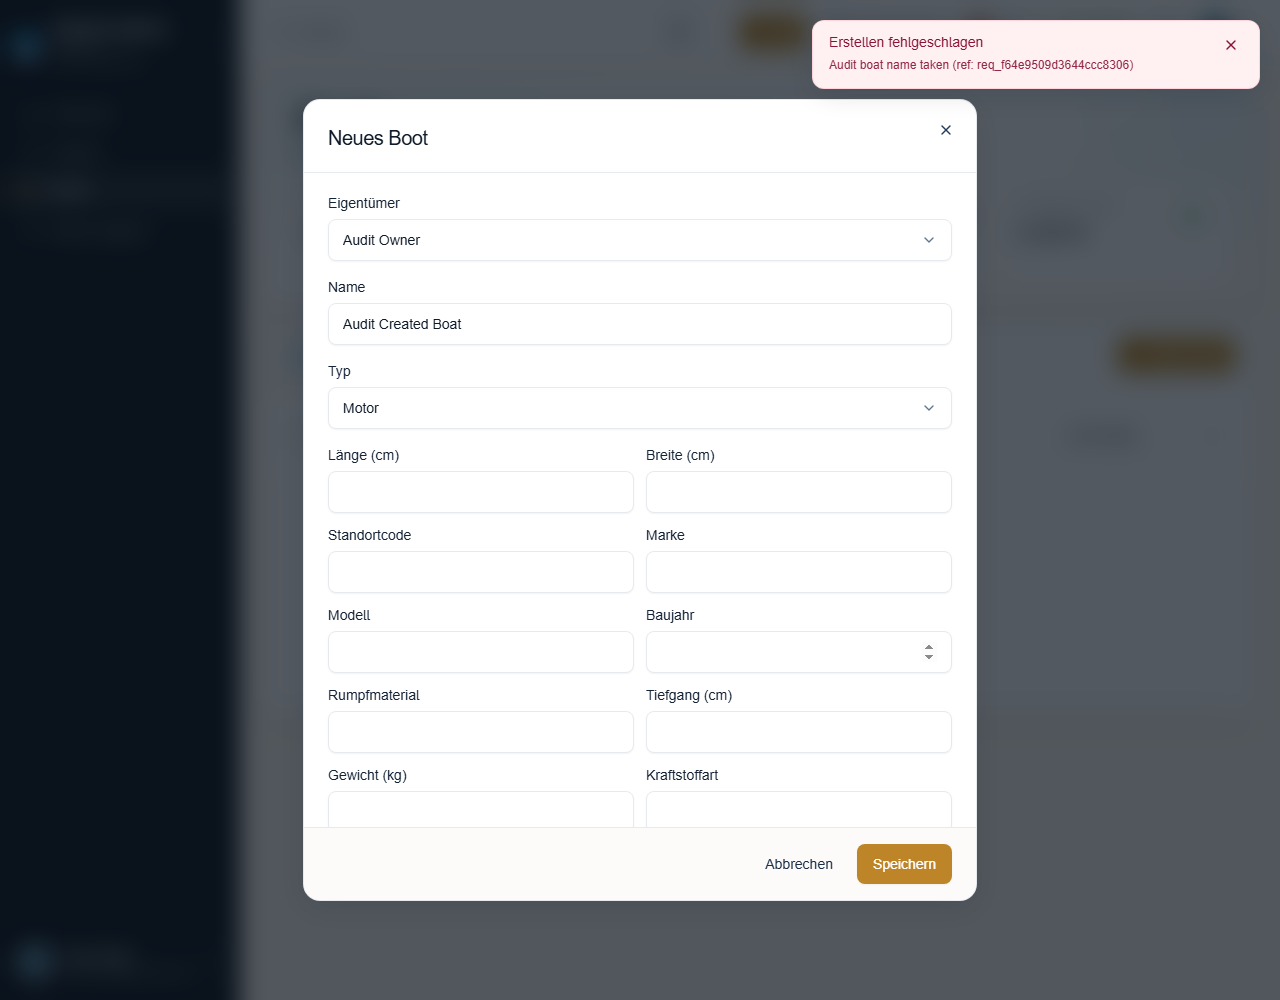 Erstellen fehlgeschlagen
Audit boat name taken (ref: req_f64e9509d3644ccc8306)
Neues Boot
Eigentümer
Audit Owner
Name
Audit Created Boat
Typ
Motor
Länge (cm)
Breite (cm)
Standortcode
Marke
Modell
Baujahr
Rumpfmaterial
Tiefgang (cm)
Gewicht (kg)
Kraftstoffart
Abbrechen
Speichern